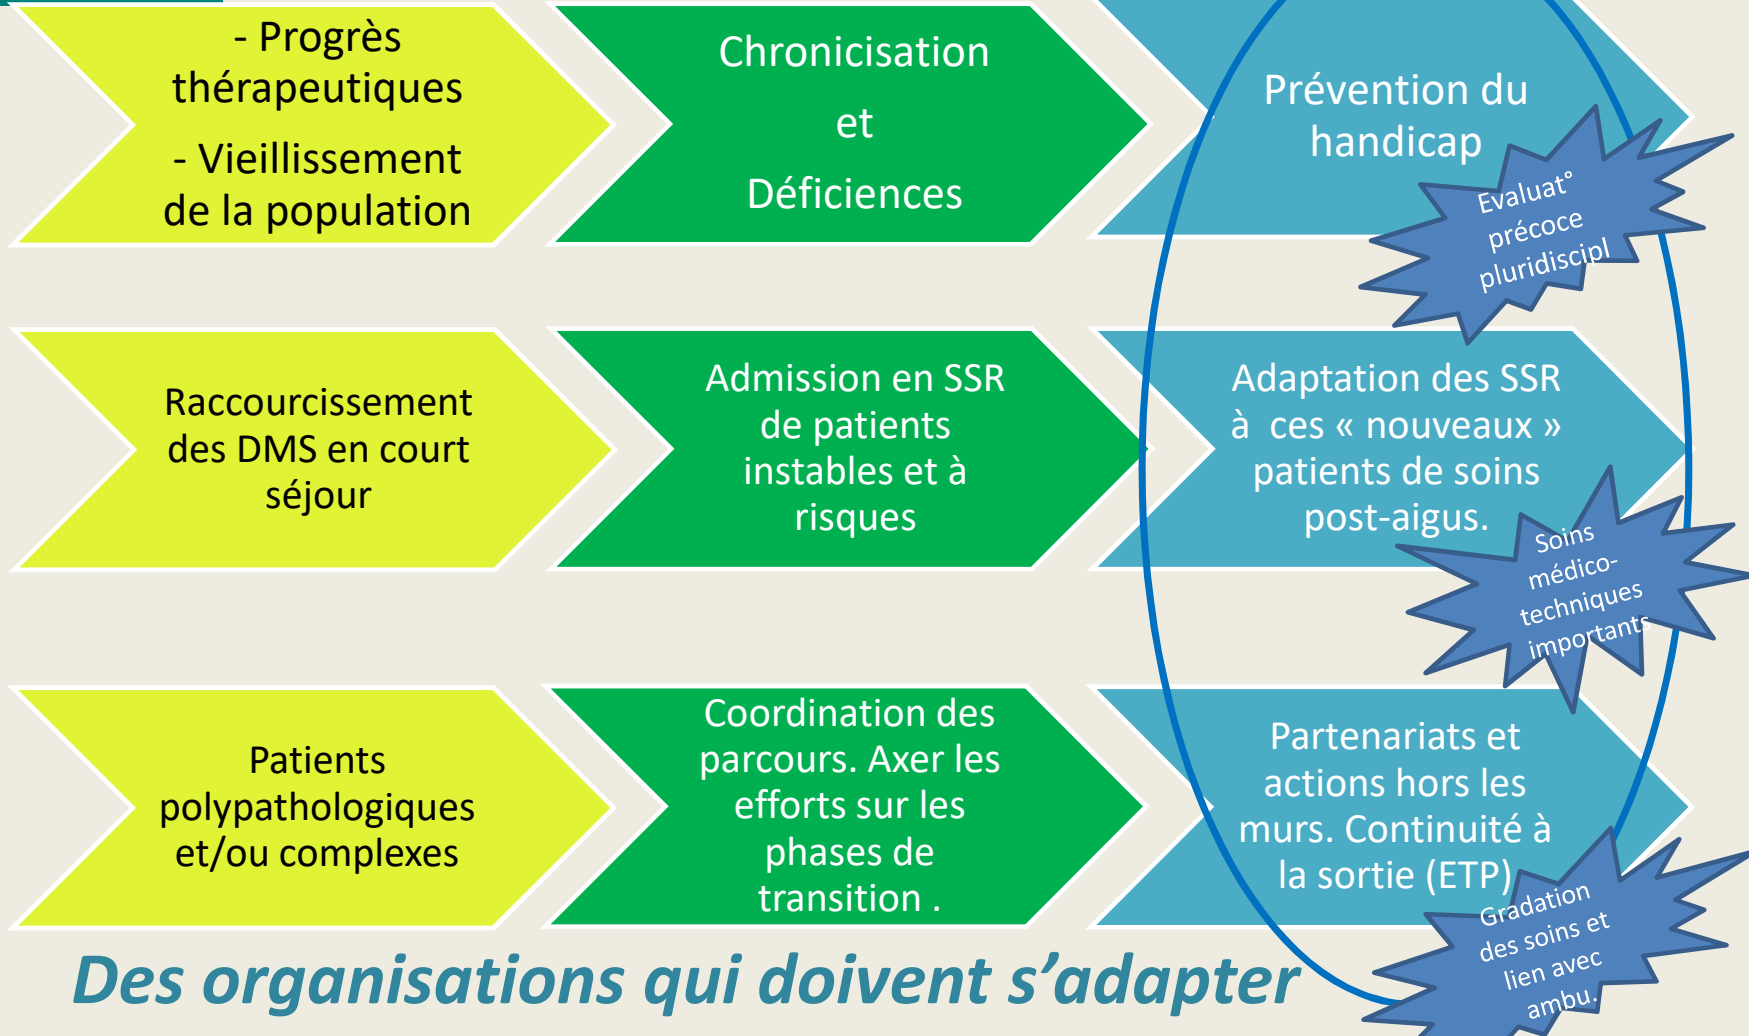 - Progrès
thérapeutiques
- Vieillissement
de la population
Chronicisation
et
Déficiences
Prévention du
handicap
Evaluat°
précoce
pluridiscipl
Raccourcissement
des DMS en court
séjour
Admission en SSR
de patients
instables et à
risques
Adaptation des SSR
à ces « nouveaux »
patients de soins
post-aigus.
Soins
médico-
techniques
importants
Patients
polypathologiques
et/ou complexes
Coordination des
parcours. Axer les
efforts sur les
phases de
transition .
Partenariats et
actions hors les
murs. Continuité à
la sortie (ETP)
Gradation
des soins et
lien avec
ambu.
Des organisations qui doivent s’adapter